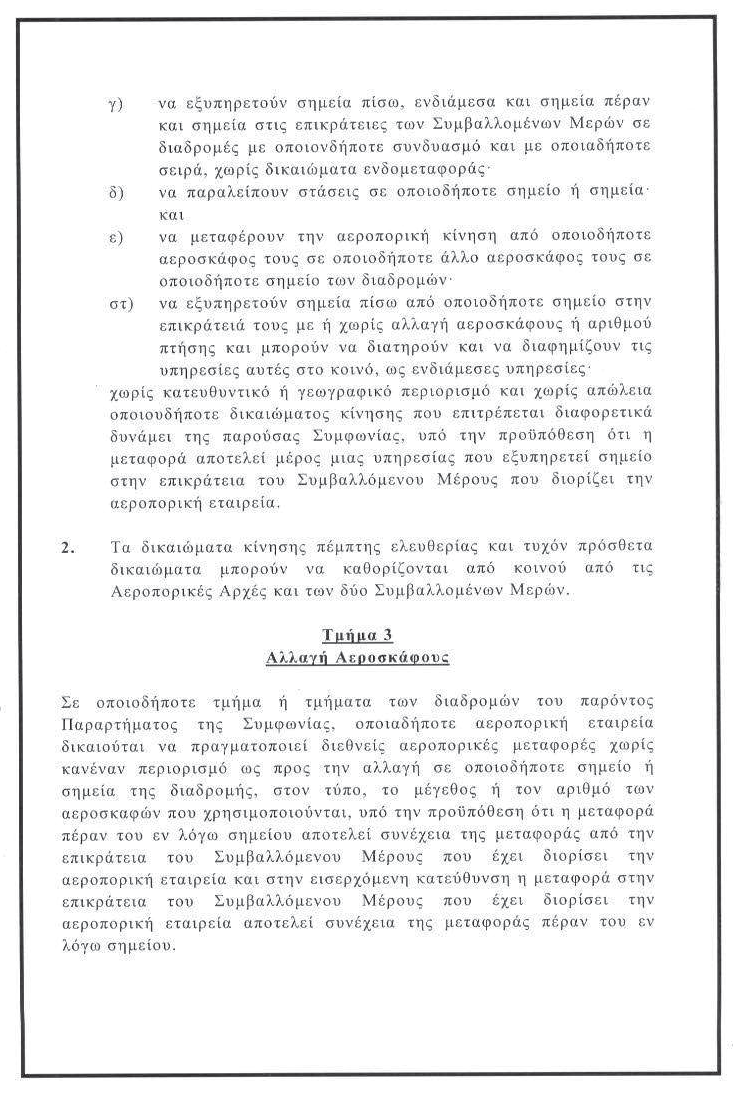 γ) να εξυπηρετούν σημεία πίσω, ενδιάμεσα και σημεία πέραν
και σημεία στις επικράτειες των Συμβαλλομένων Μερών σε
διαδρομές με οποιονδήποτε συνδυασμό και με οποιαδήποτε
σειρά, χωρίς δικαιώματα ενδομεταφοράς·
δ) να παραλείπουν στάσεις σε οποιοδήποτε σημείο ή σημεία·
και
ε) να μεταφέρουν την αεροπορική κίνηση από οποιοδήποτε
αεροσκάφος τους σε οποιοδήποτε άλλο αεροσκάφος τους σε
οποιοδήποτε σημείο των διαδρομών·
στ) να εξυπηρετούν σημεία πίσω από οποιοδήποτε σημείο στην
επικράτειά τους με ή χωρίς αλλαγή αεροσκάφους ή αριθμού
πτήσης και μπορούν να διατηρούν και να διαφημίζουν τις
υπηρεσίες αυτές στο κοινό, ως ενδιάμεσες υπηρεσίες·
χωρίς κατευθυντικό ή γεωγραφικό περιορισμό και χωρίς απώλεια
οποιουδήποτε δικαιώματος κίνησης που επιτρέπεται διαφορετικά
δυνάμει της παρούσας Συμφωνίας, υπό την προϋπόθεση ότι η
μεταφορά αποτελεί μέρος μιας υπηρεσίας που εξυπηρετεί σημείο
στην επικράτεια του Συμβαλλόμενου Μέρους που διορίζει την
αεροπορική εταιρεία.
2. Τα δικαιώματα κίνησης πέμπτης ελευθερίας και τυχόν πρόσθετα
δικαιώματα μπορούν να καθορίζονται από κοινού από τις
Αεροπορικές Αρχές και των δύο Συμβαλλομένων Μερών.
Τμήμα 3
Αλλαγή Αεροσκάφους
Σε οποιοδήποτε τμήμα ή τμήματα των διαδρομών του παρόντος
Παραρτήματος της Συμφωνίας, οποιαδήποτε αεροπορική εταιρεία
δικαιούται να πραγματοποιεί διεθνείς αεροπορικές μεταφορές χωρίς
κανέναν περιορισμό ως προς την αλλαγή σε οποιοδήποτε σημείο ή
σημεία της διαδρομής, στον τύπο, το μέγεθος ή τον αριθμό των
αεροσκαφών που χρησιμοποιούνται, υπό την προϋπόθεση ότι η μεταφορά
πέραν του εν λόγω σημείου αποτελεί συνέχεια της μεταφοράς από την
επικράτεια του Συμβαλλόμενου Μέρους που έχει διορίσει την
αεροπορική εταιρεία και στην εισερχόμενη κατεύθυνση η μεταφορά στην
επικράτεια του Συμβαλλόμενου Μέρους που έχει διορίσει την
αεροπορική εταιρεία αποτελεί συνέχεια της μεταφοράς πέραν του εν
λόγω σημείου.